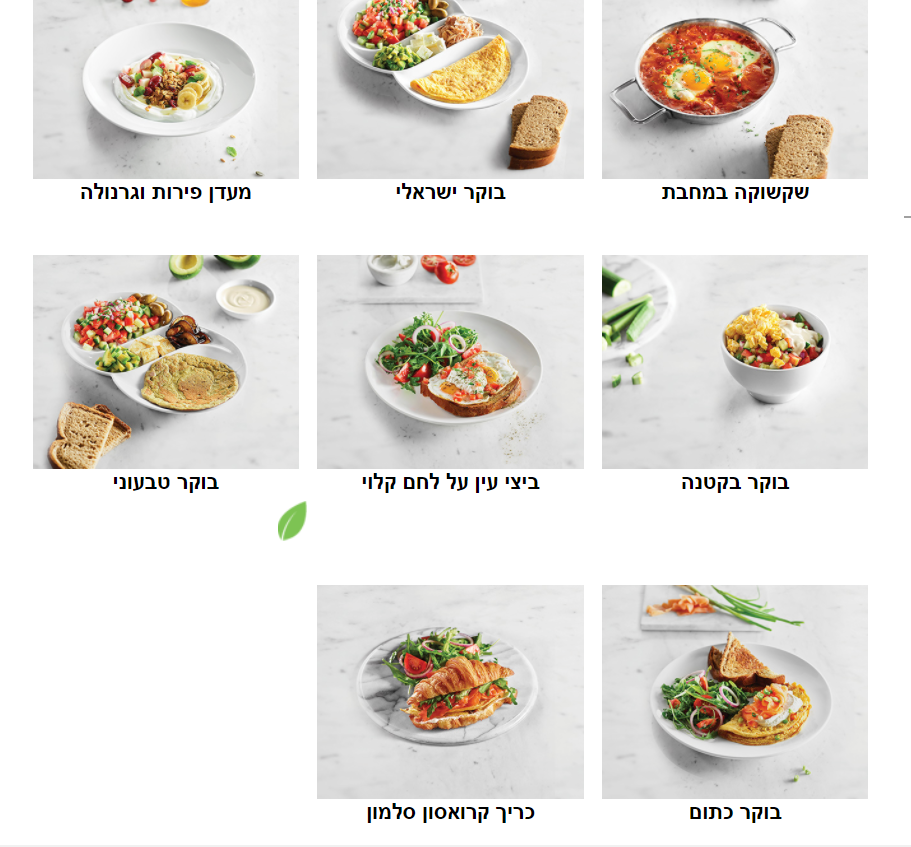 שקשוקה במחבת
בוקר ישראלי
מעדן פירות וגרנולה
בוקר בקטנה
ביצי עין על לחם קלוי
בוקר טבעוני
בוקר כתום
כריך קרואסון סלמון